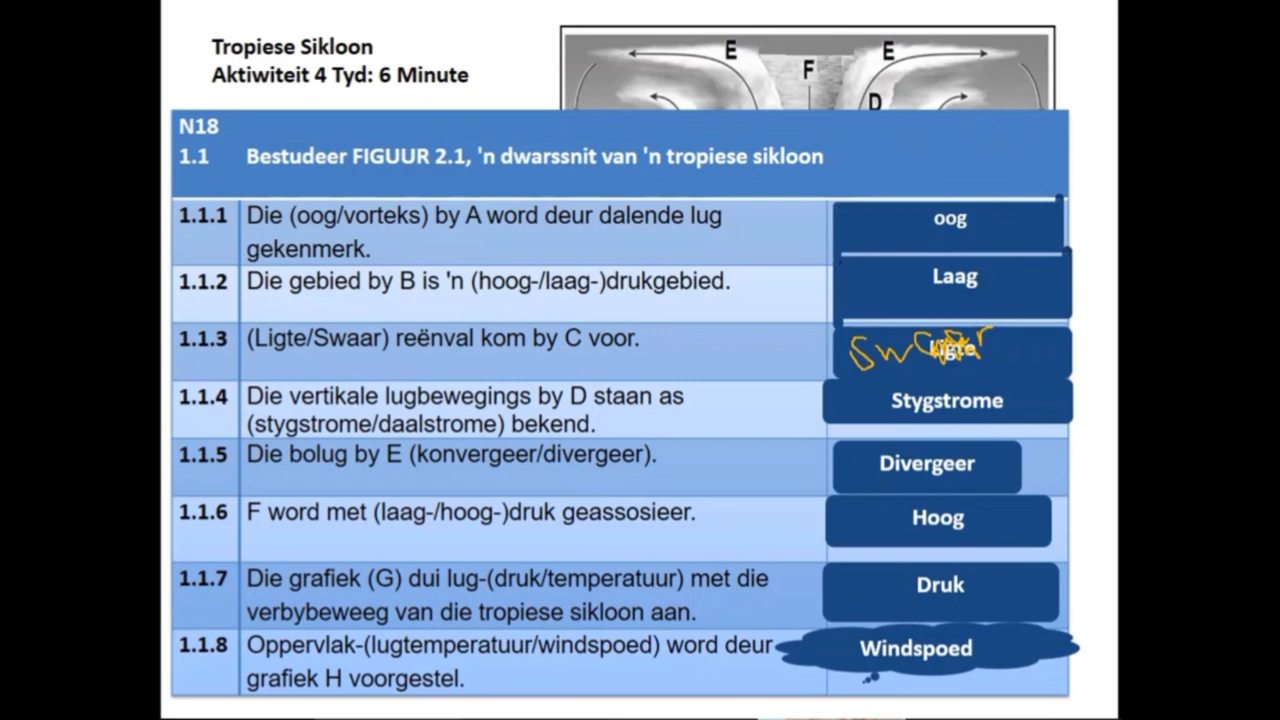 Tropiese Sikloon
Aktiwiteit 4 Tyd: 6 Minute
E
E
F
D
N18
1.1 Bestudeer FIGUUR 2.1, 'n dwarssnit van 'n tropiese sikloon
1.1.1 Die (oog/vorteks) by A word deur dalende lug
gekenmerk.
oog
1.1.2 Die gebied by B is 'n (hoog-/laag-)drukgebied.
Laag
1.1.3 (Ligte/Swaar) reënval kom by C voor.
Swaar
Ligte
1.1.4 Die vertikale lugbewegings by D staan as
(stygstrome/daalstrome) bekend.
Stygstrome
1.1.5 Die bolug by E (konvergeer/divergeer).
Divergeer
1.1.6 F word met (laag-/hoog-)druk geassosieer.
Hoog
1.1.7 Die grafiek (G) dui lug-(druk/temperatuur) met die
verbybeweeg van die tropiese sikloon aan.
Druk
1.1.8 Oppervlak-(lugtemperatuur/windspoed) word deur
grafiek H voorgestel.
Windspoed